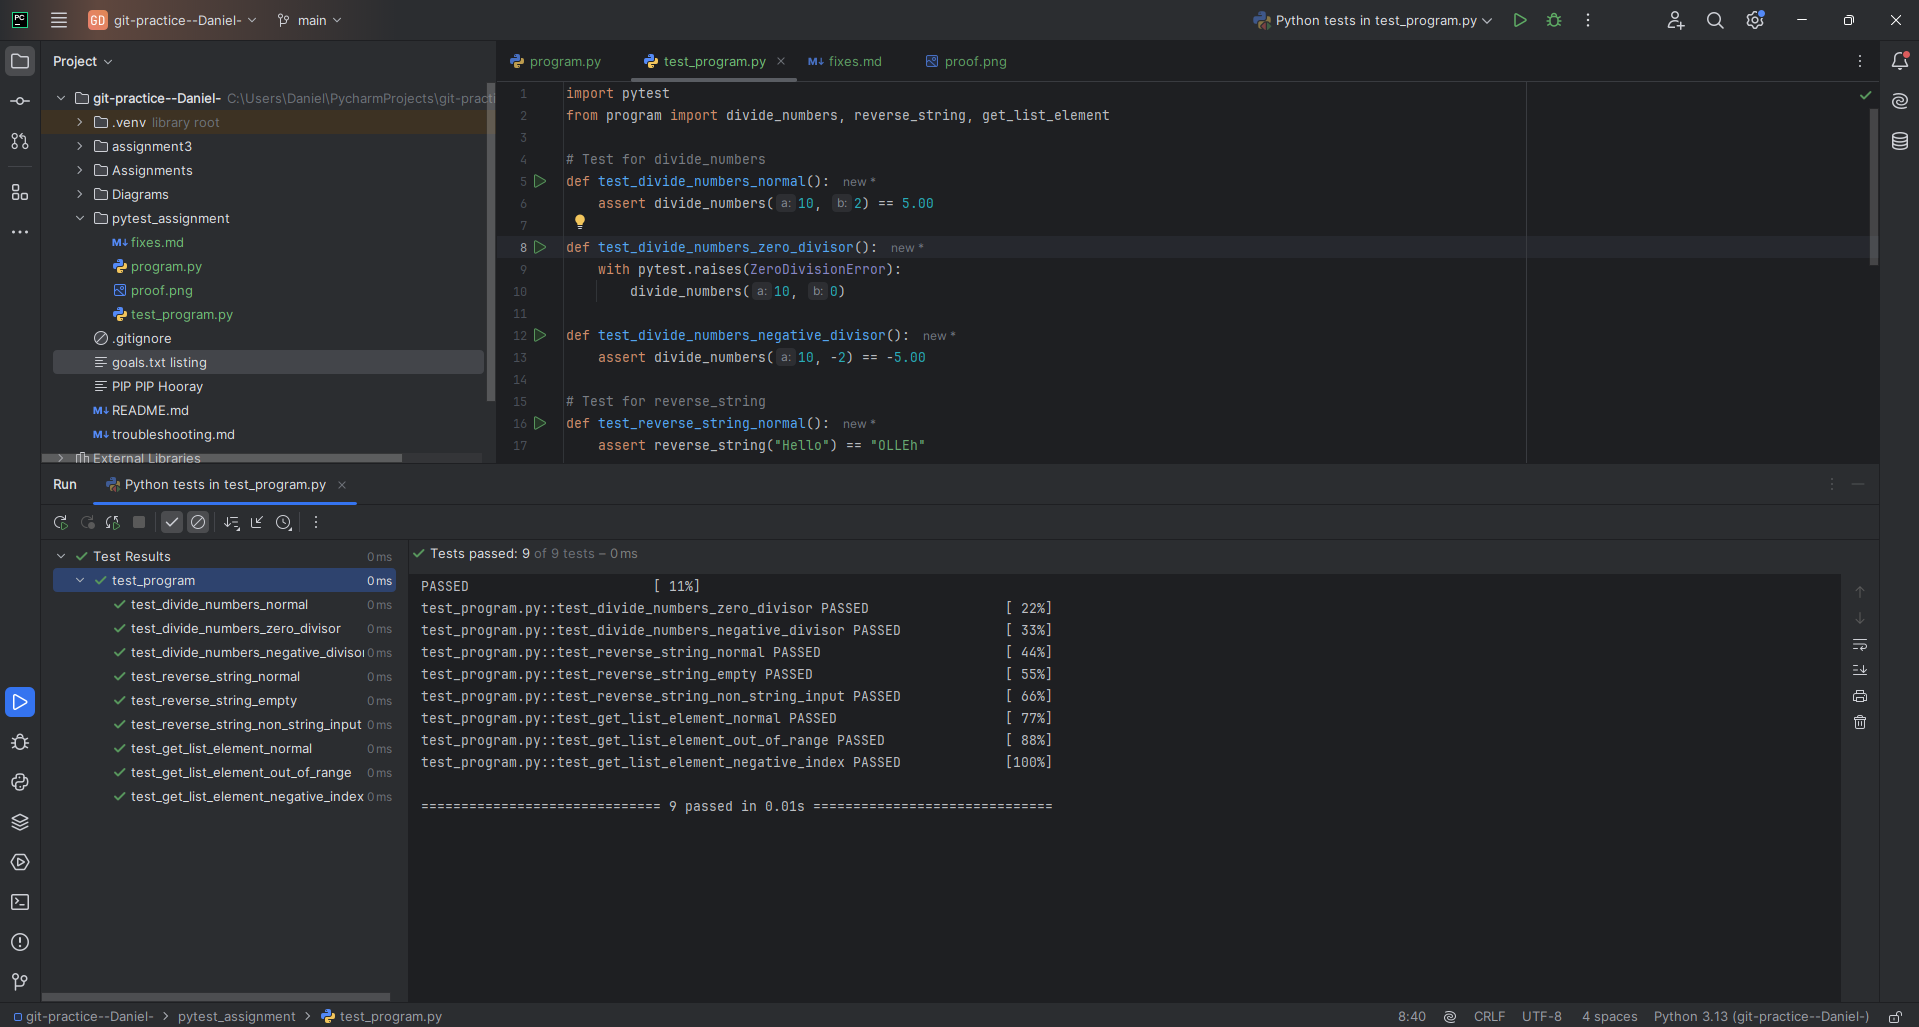 PC GD git-practice--Daniel- main Python tests in test_program.py
Project
program.py test_program.py M↓ fixes.md proof.png
git-practice--Daniel- C:\Users\Daniel\PycharmProjects\git-practi
.venv library root
assignment3
Assignments
Diagrams
pytest_assignment
M↓ fixes.md
program.py
proof.png
test_program.py
.gitignore
goals.txt listing
PIP PIP Hooray
M↓ README.md
M↓ troubleshooting.md
External Libraries
1 import pytest
2 from program import divide_numbers, reverse_string, get_list_element
3
4 # Test for divide_numbers
5 def test_divide_numbers_normal(): new *
6 assert divide_numbers( a: 10, b: 2) == 5.00
7
8 def test_divide_numbers_zero_divisor(): new *
9 with pytest.raises(ZeroDivisionError):
10 divide_numbers( a: 10, b: 0)
11
12 def test_divide_numbers_negative_divisor(): new *
13 assert divide_numbers( a: 10, -2) == -5.00
14
15 # Test for reverse_string
16 def test_reverse_string_normal(): new *
17 assert reverse_string("Hello") == "OLLEh"
Run Python tests in test_program.py
Test Results 0 ms
test_program 0 ms
test_divide_numbers_normal 0 ms
test_divide_numbers_zero_divisor 0 ms
test_divide_numbers_negative_divisor 0 ms
test_reverse_string_normal 0 ms
test_reverse_string_empty 0 ms
test_reverse_string_non_string_input 0 ms
test_get_list_element_normal 0 ms
test_get_list_element_out_of_range 0 ms
test_get_list_element_negative_index 0 ms
Tests passed: 9 of 9 tests – 0 ms
PASSED [ 11%]
test_program.py::test_divide_numbers_zero_divisor PASSED [ 22%]
test_program.py::test_divide_numbers_negative_divisor PASSED [ 33%]
test_program.py::test_reverse_string_normal PASSED [ 44%]
test_program.py::test_reverse_string_empty PASSED [ 55%]
test_program.py::test_reverse_string_non_string_input PASSED [ 66%]
test_program.py::test_get_list_element_normal PASSED [ 77%]
test_program.py::test_get_list_element_out_of_range PASSED [ 88%]
test_program.py::test_get_list_element_negative_index PASSED [100%]
============================== 9 passed in 0.01s ==============================
git-practice--Daniel- > pytest_assignment > test_program.py 8:40 CRLF UTF-8 4 spaces Python 3.13 (git-practice--Daniel-)